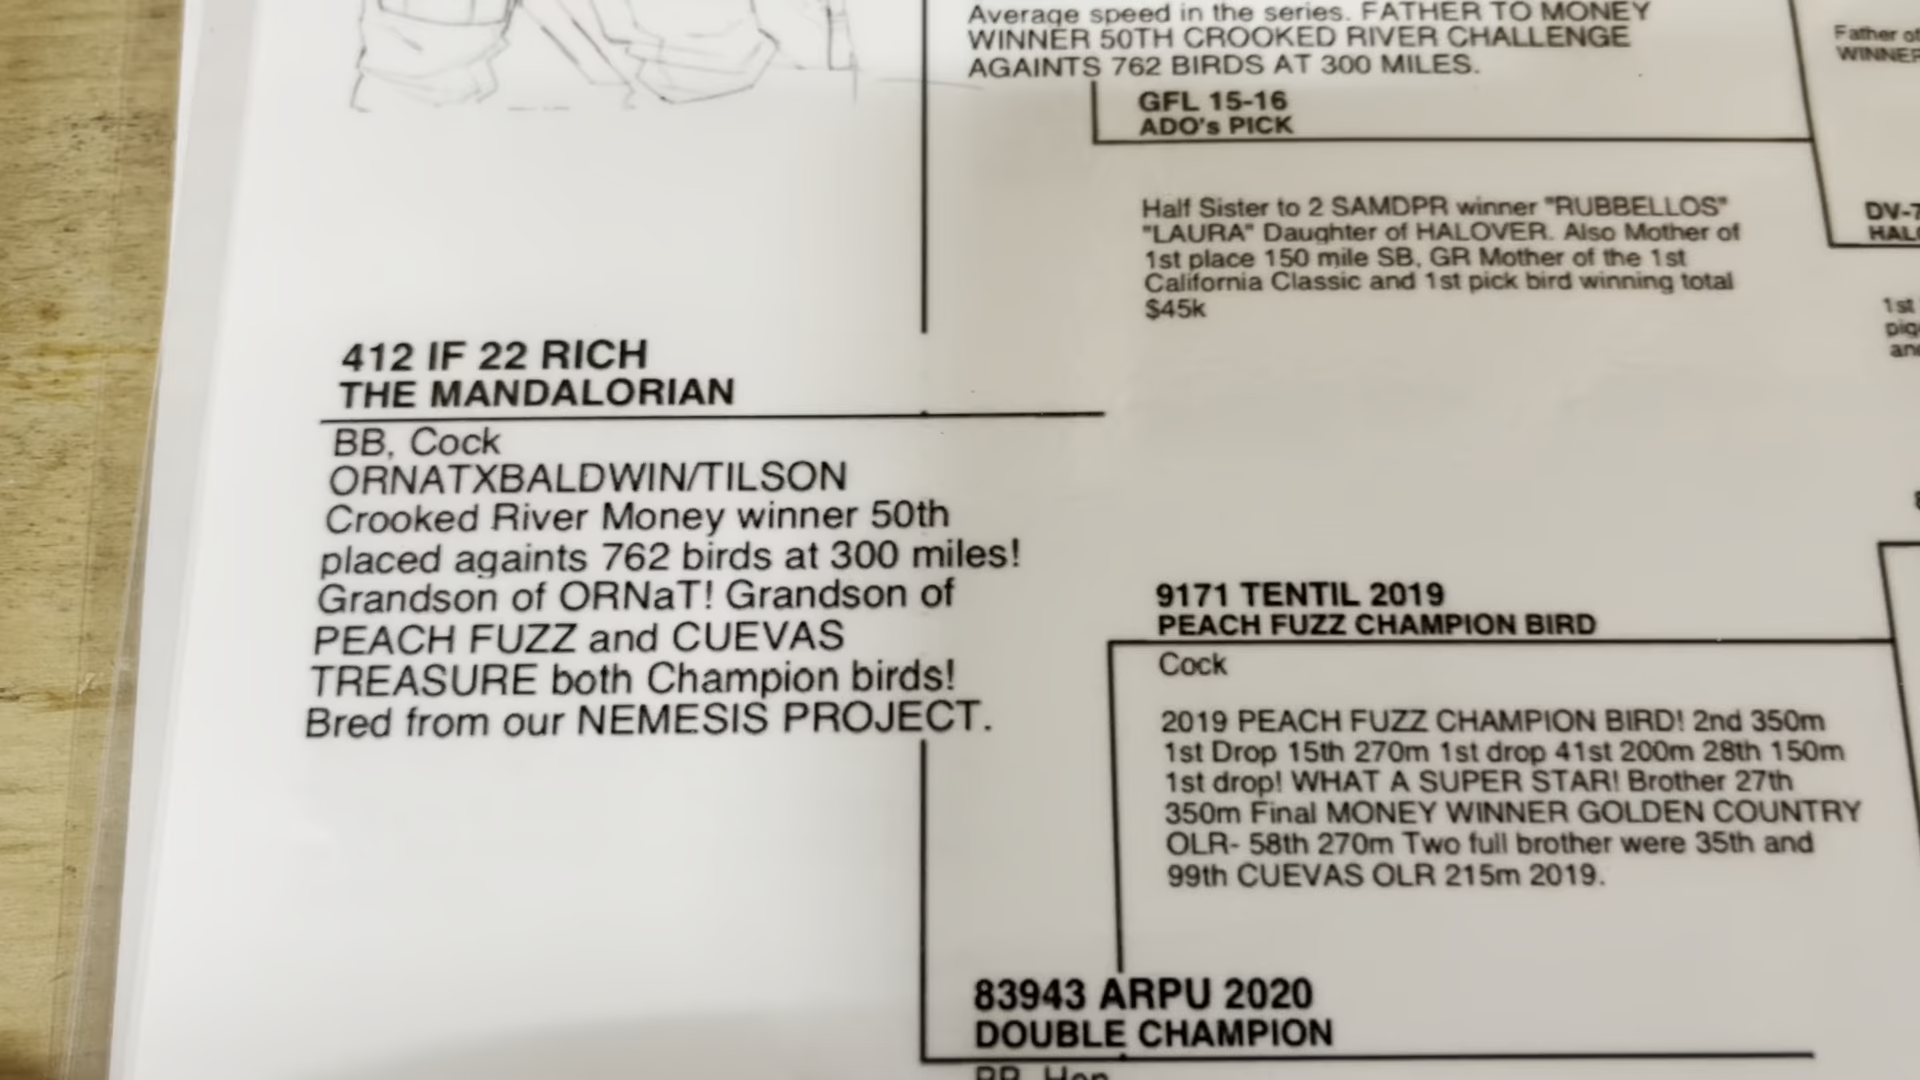 Average speed in the series. FATHER TO MONEY
WINNER 50TH CROOKED RIVER CHALLENGE
AGAINTS 762 BIRDS AT 300 MILES.
Father of
WINNER
GFL 15-16
ADO's PICK
Half Sister to 2 SAMDPR winner "RUBBELLOS"
"LAURA" Daughter of HALOVER. Also Mother of
1st place 150 mile SB, GR Mother of the 1st
California Classic and 1st pick bird winning total
$45k
DV-7
HALO
1st
pig
and
412 IF 22 RICH
THE MANDALORIAN
BB, Cock
ORNATXBALDWIN/TILSON
Crooked River Money winner 50th
placed againts 762 birds at 300 miles!
Grandson of ORNaT! Grandson of
PEACH FUZZ and CUEVAS
TREASURE both Champion birds!
Bred from our NEMESIS PROJECT.
9171 TENTIL 2019
PEACH FUZZ CHAMPION BIRD
Cock
2019 PEACH FUZZ CHAMPION BIRD! 2nd 350m
1st Drop 15th 270m 1st drop 41st 200m 28th 150m
1st drop! WHAT A SUPER STAR! Brother 27th
350m Final MONEY WINNER GOLDEN COUNTRY
OLR- 58th 270m Two full brother were 35th and
99th CUEVAS OLR 215m 2019.
83943 ARPU 2020
DOUBLE CHAMPION
BB, Hen